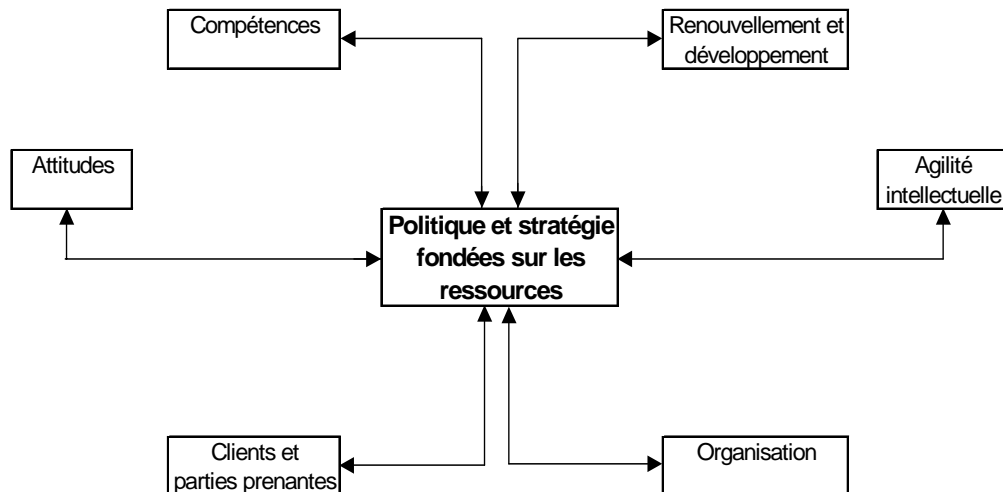 Compétences
Renouvellement et
développement
Attitudes
Agilité
intellectuelle
Politique et stratégie
fondées sur les
ressources
Clients et
parties prenantes
Organisation